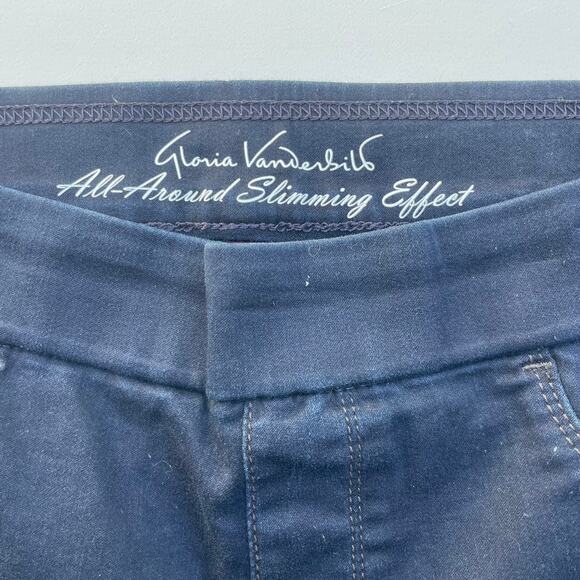 Gloria Vanderbilt
All-Around Slimming Effect